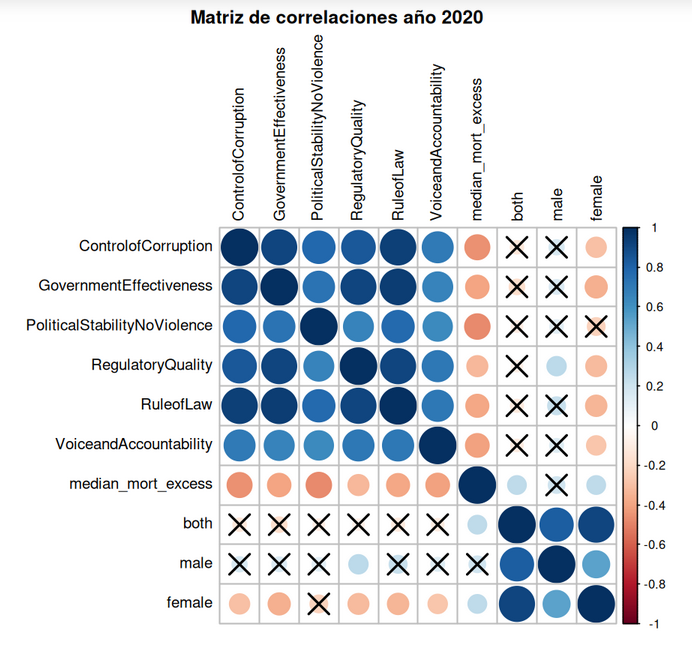 Matriz de correlaciones año 2020
ControlofCorruption
GovernmentEffectiveness
PoliticalStabilityNoViolence
RegulatoryQuality
RuleofLaw
VoiceandAccountability
median_mort_excess
both
male
female
ControlofCorruption
GovernmentEffectiveness
PoliticalStabilityNoViolence
RegulatoryQuality
RuleofLaw
VoiceandAccountability
median_mort_excess
both
male
female
1
0.8
0.6
0.4
0.2
0
-0.2
-0.4
-0.6
-0.8
-1